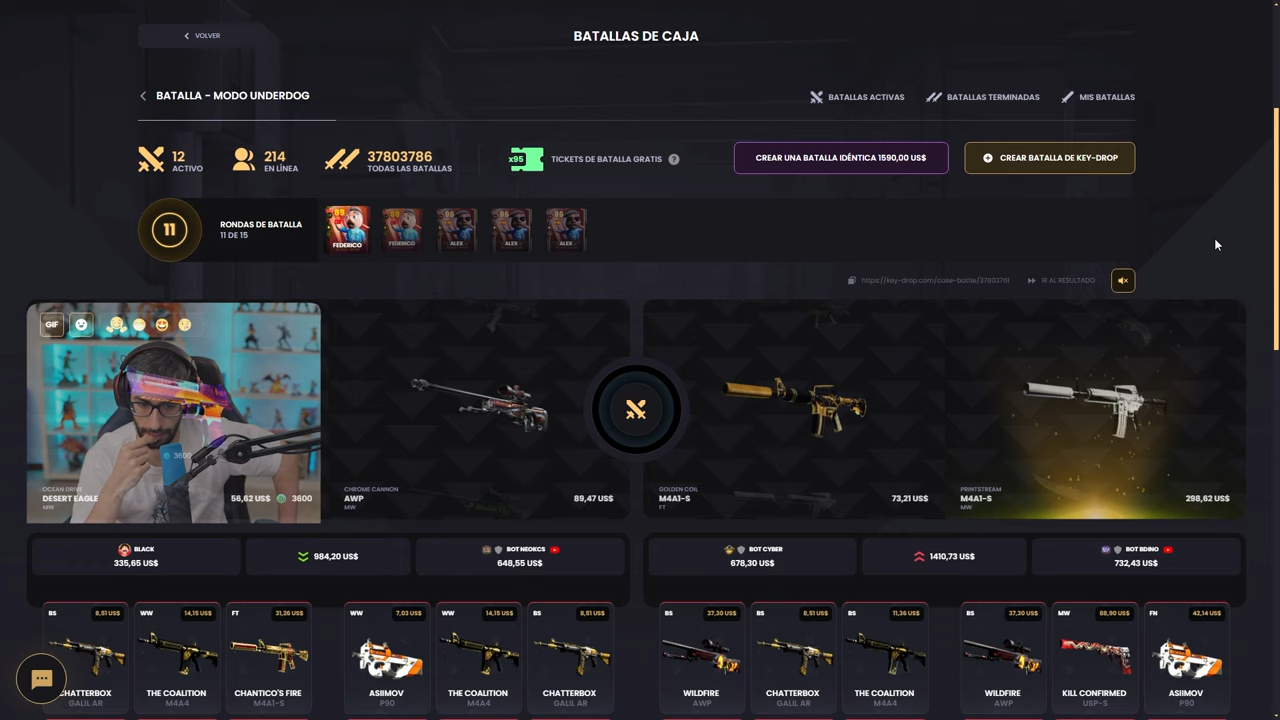 VOLVER
BATALLAS DE CAJA
BATALLA - MODO UNDERDOG
BATALLAS ACTIVAS
BATALLAS TERMINADAS
MIS BATALLAS
12
ACTIVO
214
EN LÍNEA
37803786
TODAS LAS BATALLAS
x95
TICKETS DE BATALLA GRATIS
?
CREAR UNA BATALLA IDÉNTICA 1590,00 US$
CREAR BATALLA DE KEY-DROP
11
RONDAS DE BATALLA
11 DE 15
FEDERICO
FEDERICO
ALEX
ALEX
ALEX
https://key-drop.com/case-battle/37803761
IR AL RESULTADO
GIF
3600
OCEAN DRIVE
DESERT EAGLE
MW
56,62 US$
3600
CHROME CANNON
AWP
MW
89,47 US$
GOLDEN COIL
M4A1-S
FT
73,21 US$
PRINTSTREAM
M4A1-S
MW
298,62 US$
BLACK
335,65 US$
984,20 US$
BOT NEOKCS
648,55 US$
BOT CYBER
678,30 US$
1410,73 US$
BOT BDINO
732,43 US$
BS 8,51 US$
WW 14,15 US$
FT 31,26 US$
WW 7,03 US$
WW 14,15 US$
BS 8,51 US$
BS 37,30 US$
BS 8,51 US$
BS 11,36 US$
BS 37,30 US$
MW 88,90 US$
FN 42,14 US$
CHATTERBOX
GALIL AR
THE COALITION
M4A4
CHANTICO'S FIRE
M4A1-S
ASIIMOV
P90
THE COALITION
M4A4
CHATTERBOX
GALIL AR
WILDFIRE
AWP
CHATTERBOX
GALIL AR
THE COALITION
M4A4
WILDFIRE
AWP
KILL CONFIRMED
USP-S
ASIIMOV
P90